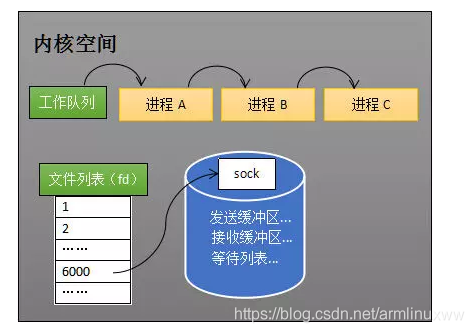 内核空间
工作队列
进程 A
进程 B
进程 C
文件列表（fd）
sock
1
2
……
6000
……
发送缓冲区...
接收缓冲区...
等待列表...
https://blog.csdn.net/armlinuxww